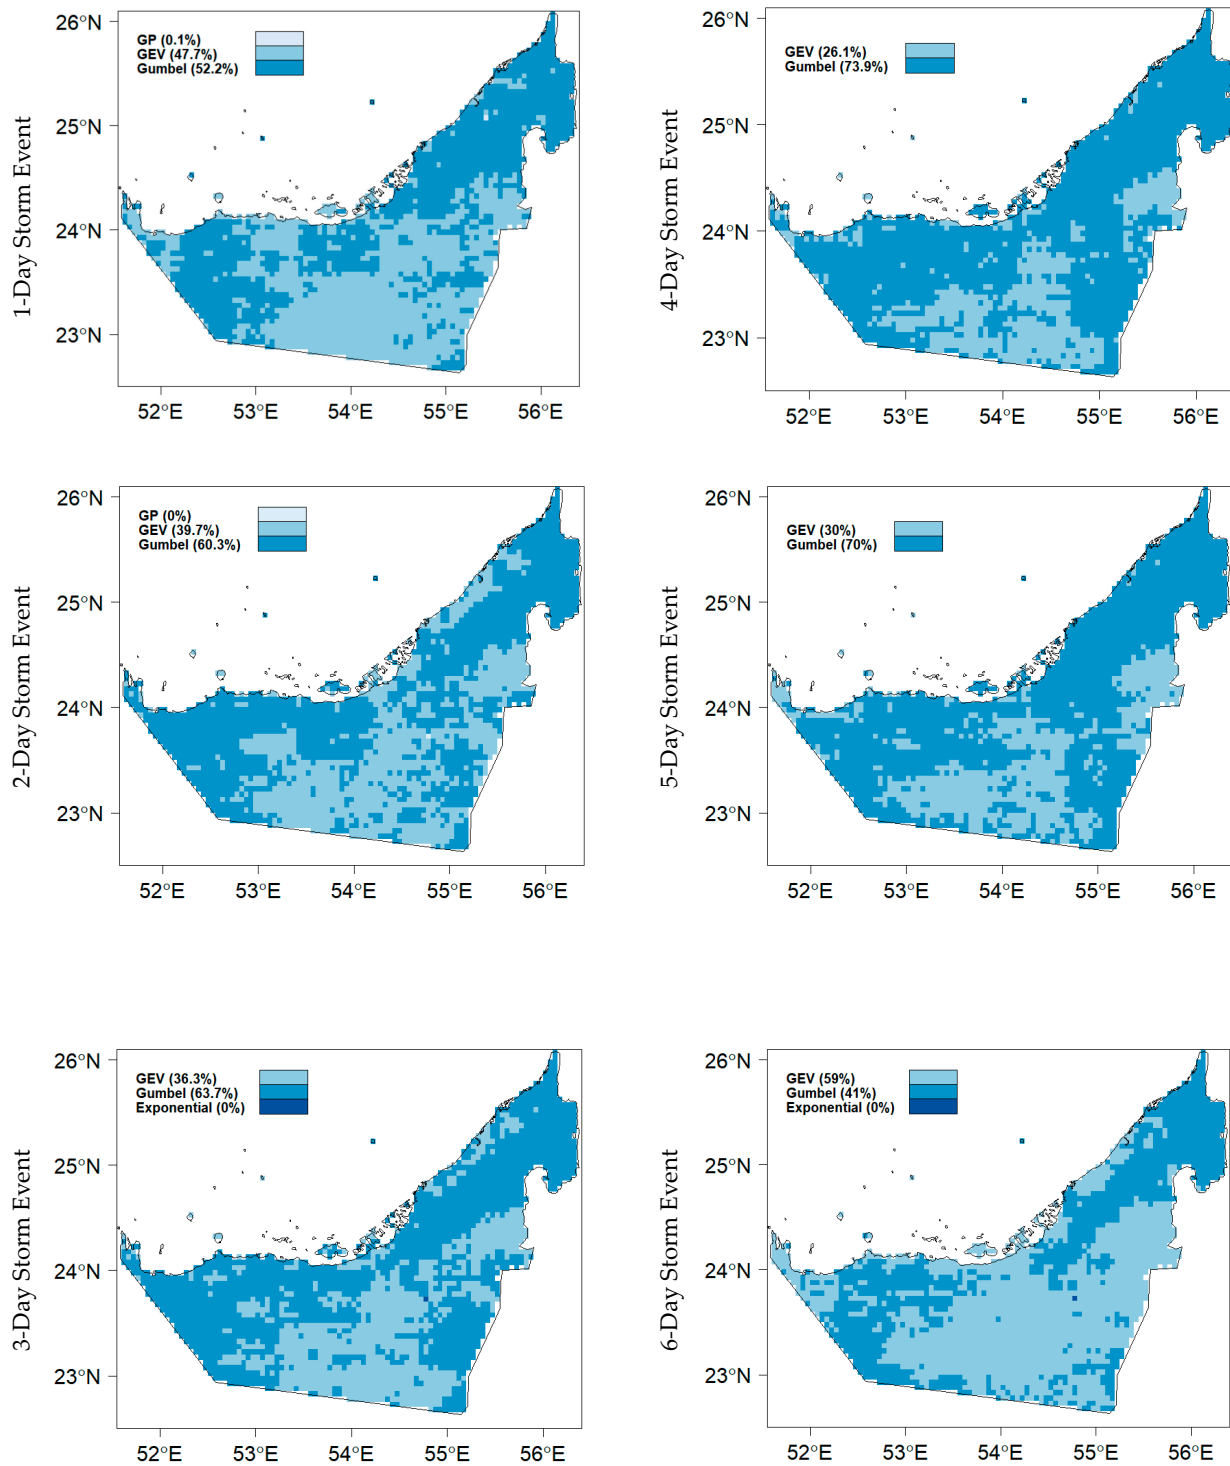 1-Day Storm Event
26°N
25°N
24°N
23°N
GP (0.1%)
GEV (47.7%)
Gumbel (52.2%)
52°E 53°E 54°E 55°E 56°E
4-Day Storm Event
26°N
25°N
24°N
23°N
GEV (26.1%)
Gumbel (73.9%)
52°E 53°E 54°E 55°E 56°E
2-Day Storm Event
26°N
25°N
24°N
23°N
GP (0%)
GEV (39.7%)
Gumbel (60.3%)
52°E 53°E 54°E 55°E 56°E
5-Day Storm Event
26°N
25°N
24°N
23°N
GEV (30%)
Gumbel (70%)
52°E 53°E 54°E 55°E 56°E
3-Day Storm Event
26°N
25°N
24°N
23°N
GEV (36.3%)
Gumbel (63.7%)
Exponential (0%)
52°E 53°E 54°E 55°E 56°E
6-Day Storm Event
26°N
25°N
24°N
23°N
GEV (59%)
Gumbel (41%)
Exponential (0%)
52°E 53°E 54°E 55°E 56°E